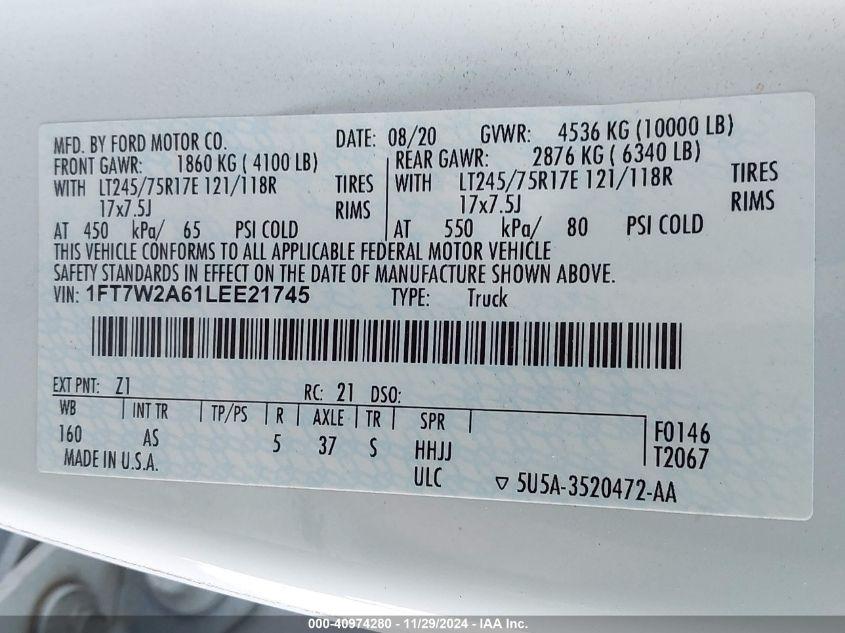 MFD. BY FORD MOTOR CO. DATE: 08/20 GVWR: 4536 KG (10000 LB)
FRONT GAWR: 1860 KG ( 4100 LB) REAR GAWR: 2876 KG ( 6340 LB)
WITH LT245/75R17E 121/118R TIRES WITH LT245/75R17E 121/118R TIRES
17x7.5J RIMS 17x7.5J RIMS
AT 450 kPa/ 65 PSI COLD AT 550 kPa/ 80 PSI COLD
THIS VEHICLE CONFORMS TO ALL APPLICABLE FEDERAL MOTOR VEHICLE
SAFETY STANDARDS IN EFFECT ON THE DATE OF MANUFACTURE SHOWN ABOVE.
VIN: 1FT7W2A61LEE21745 TYPE: Truck
EXT PNT: Z1 RC: 21 DSO:
WB INT TR TP/PS R AXLE TR SPR
160 AS 5 37 S HHJJ F0146
MADE IN U.S.A. ULC T2067
5U5A-3520472-AA
000-40974280 - 11/29/2024 - IAA Inc.